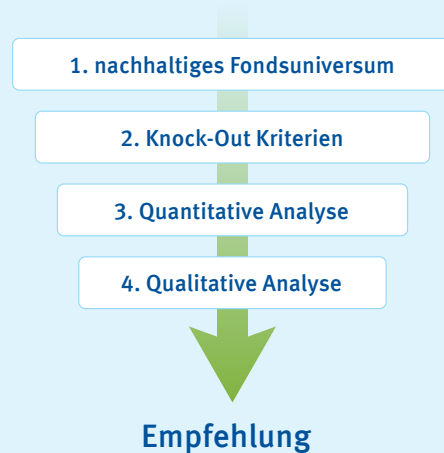 1. nachhaltiges Fondsuniversum
2. Knock-Out Kriterien
3. Quantitative Analyse
4. Qualitative Analyse
Empfehlung